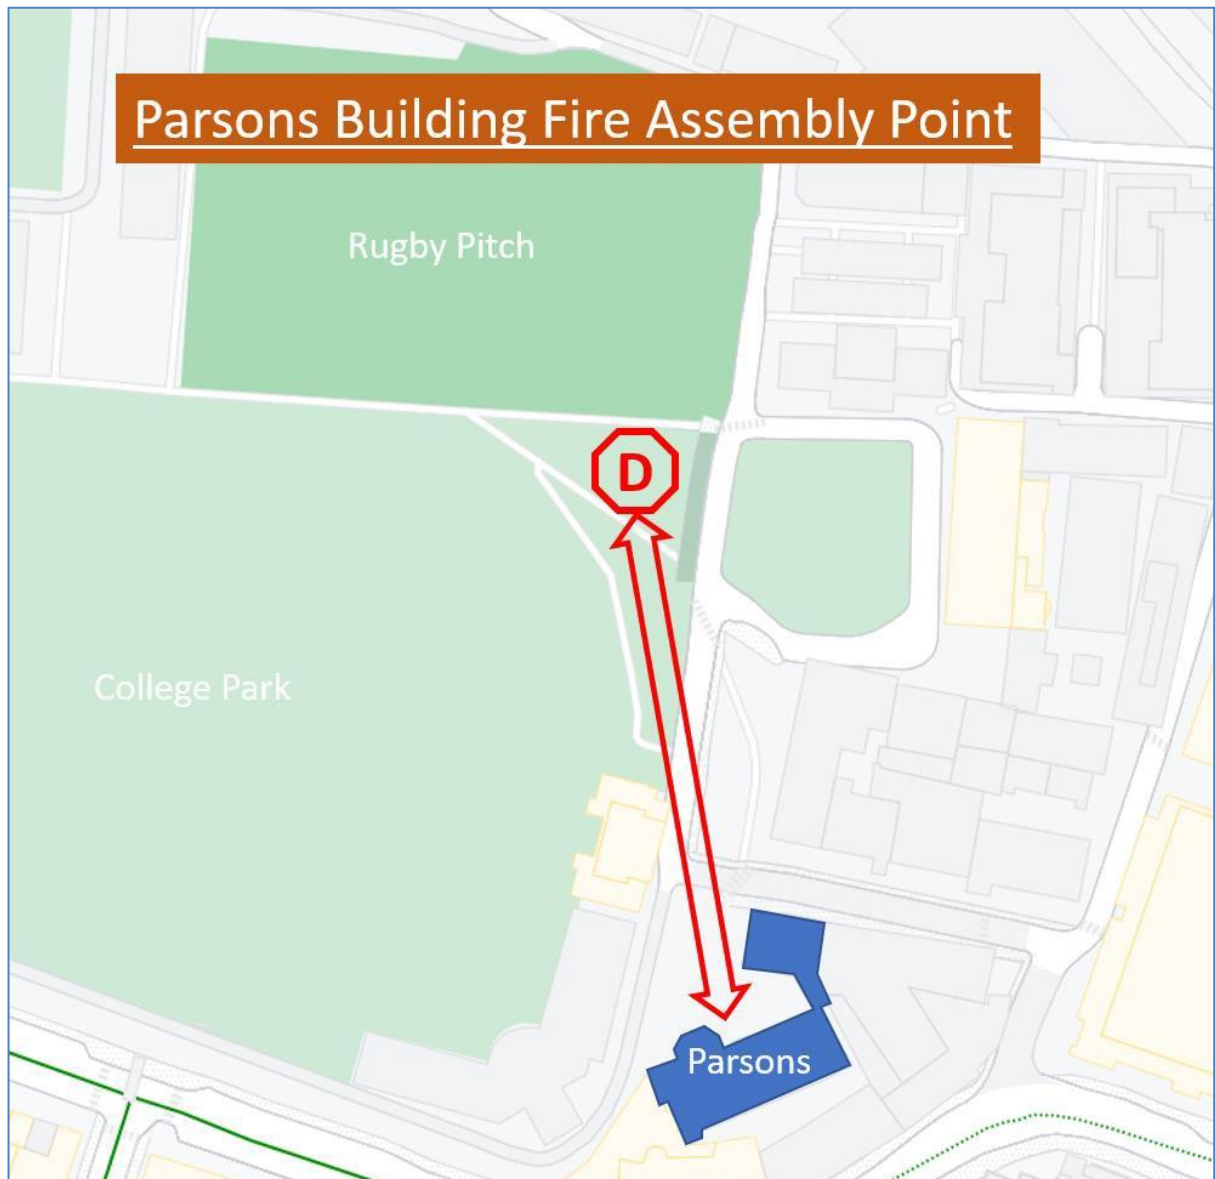 Parsons Building Fire Assembly Point
Rugby Pitch
D
College Park
Parsons